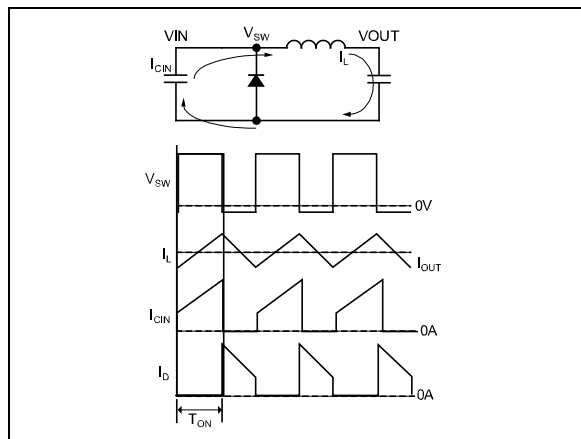 VIN VSW VOUT
ICIN IL
VSW
0V
IL
IOUT
ICIN
0A
ID
0A
TON